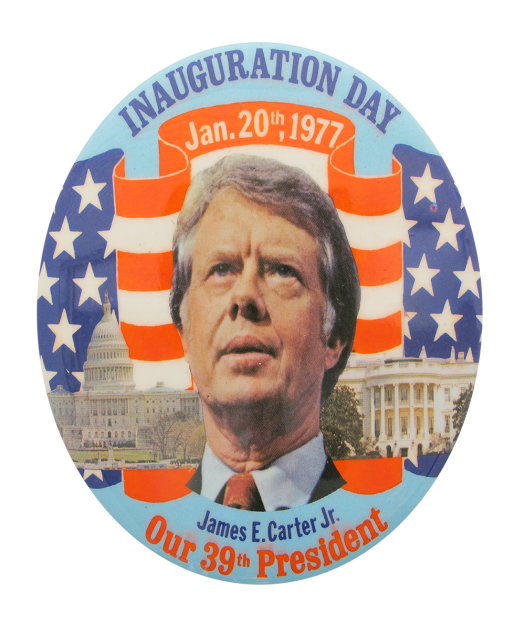 INAUGURATION DAY
Jan. 20th, 1977
James E. Carter Jr.
Our 39th President